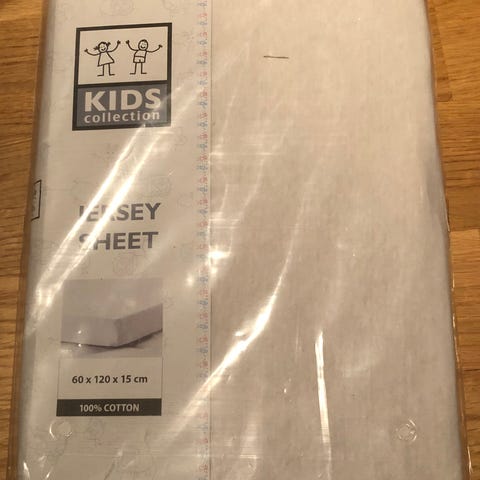 KIDS
collection
JERSEY
SHEET
60 x 120 x 15 cm
100% COTTON